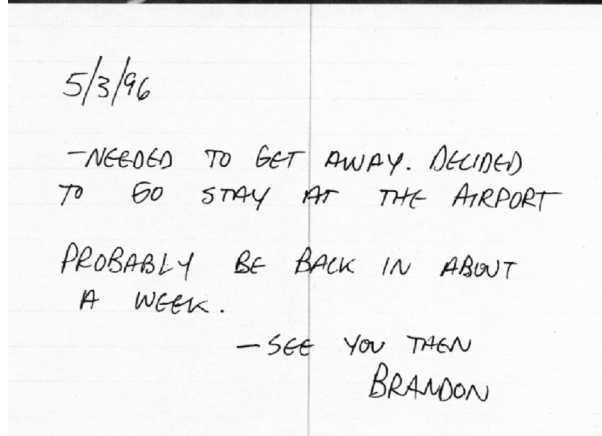 5/3/96
-NEEDED TO GET AWAY. DECIDED
TO GO STAY AT THE AIRPORT
PROBABLY BE BACK IN ABOUT
A WEEK.
-SEE YOU THEN
BRANDON